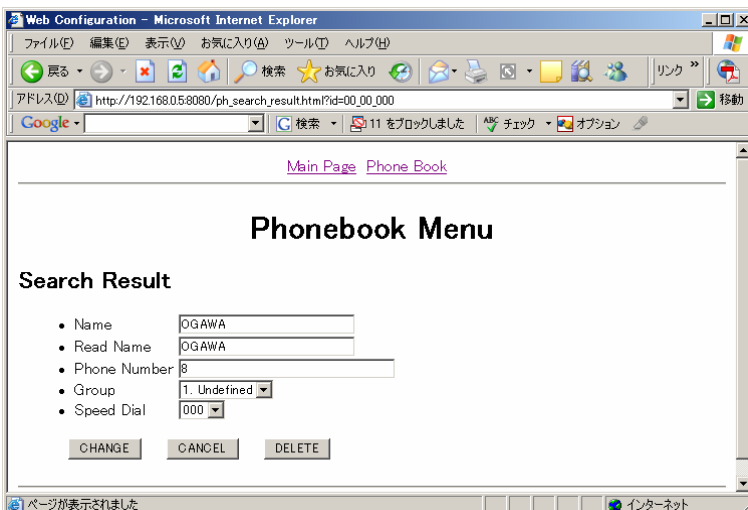 Web Configuration - Microsoft Internet Explorer
ファイル(F) 編集(E) 表示(V) お気に入り(A) ツール(T) ヘルプ(H)
戻る 検索 お気に入り リンク »
アドレス(D) http://192.168.0.5:8080/ph_search_result.html?id=00_00_000 移動
Google G 検索 11 をブロックしました ABC チェック オプション
Main Page Phone Book
Phonebook Menu
Search Result
• Name OGAWA
• Read Name OGAWA
• Phone Number 8
• Group 1. Undefined
• Speed Dial 000
CHANGE CANCEL DELETE
ページが表示されました インターネット